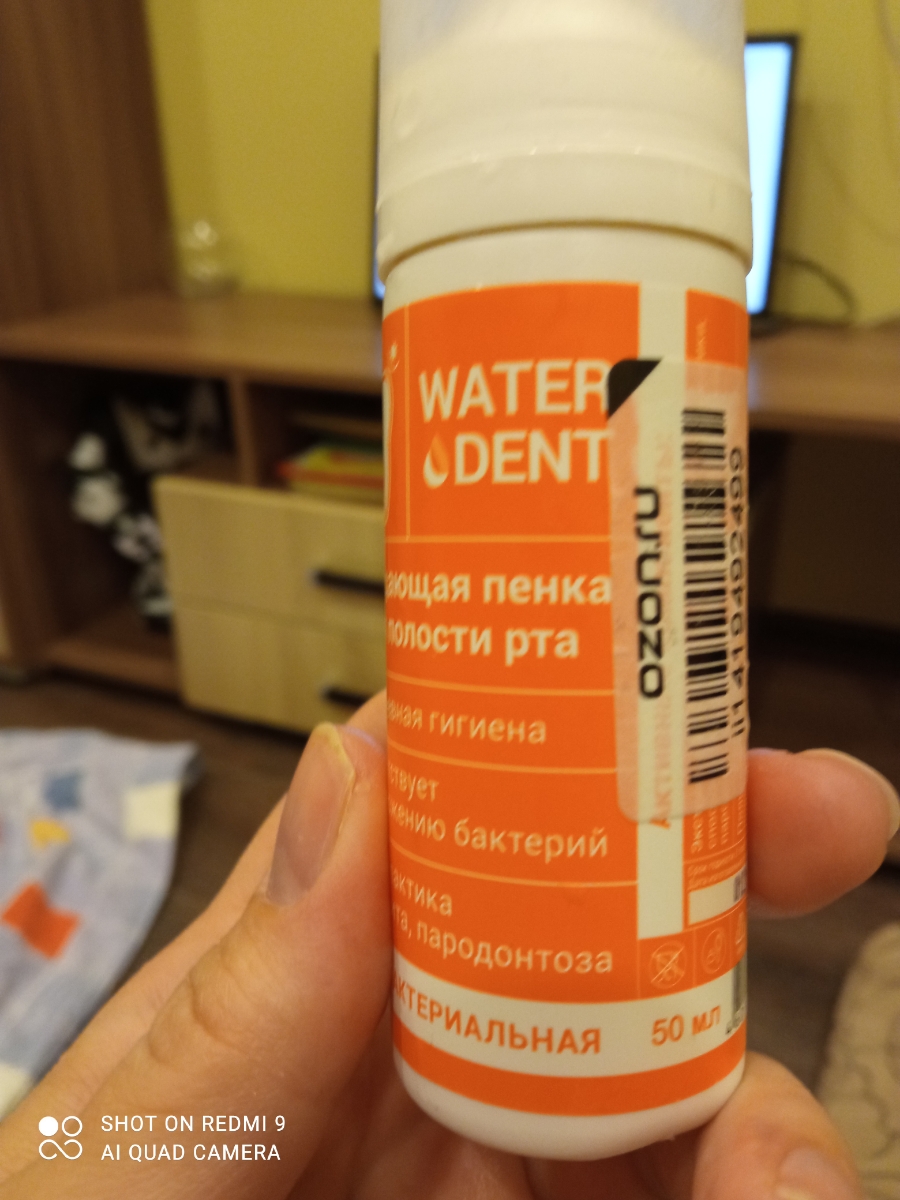 WATER
DENT
ающая пенка
полости рта
вная гигиена
ствует
жению бактерий
актика
та, пародонтоза
КТЕРИАЛЬНАЯ
50 мл
ozon.ru
SHOT ON REDMI 9
AI QUAD CAMERA